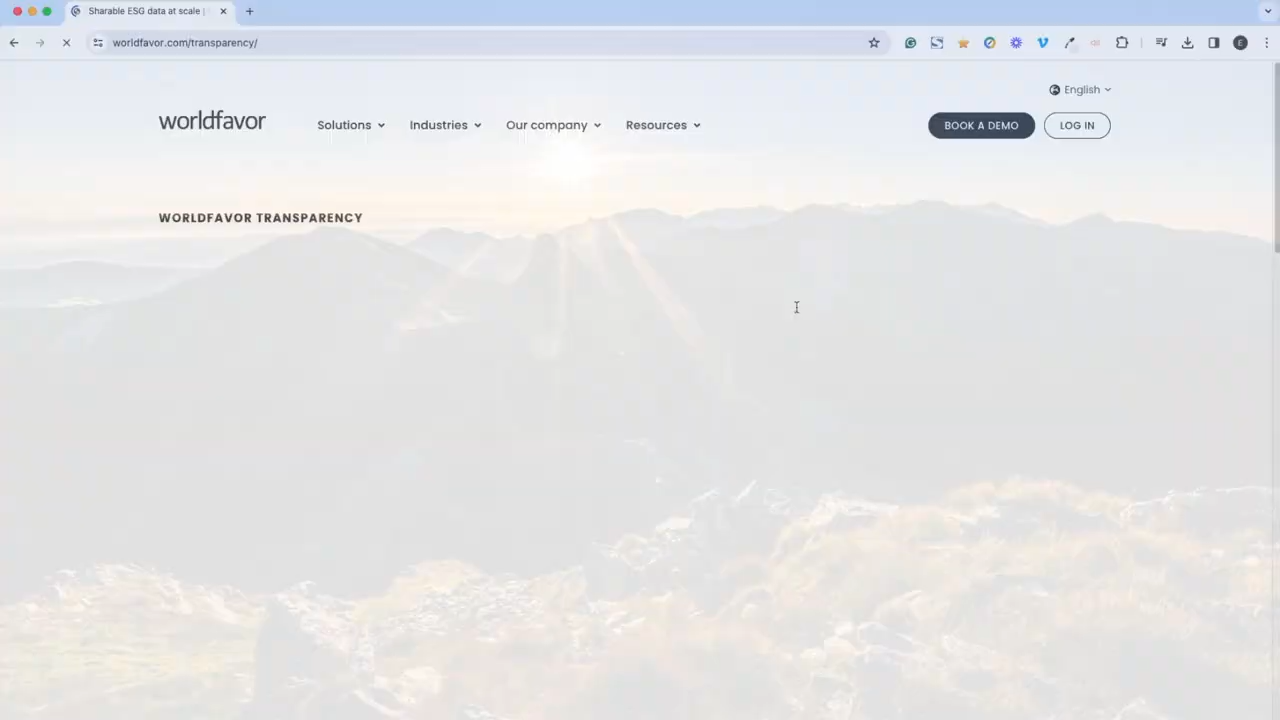 Sharable ESG data at scale |
worldfavor.com/transparency/
E
English
worldfavor
Solutions
Industries
Our company
Resources
BOOK A DEMO
LOG IN
WORLDFAVOR TRANSPARENCY